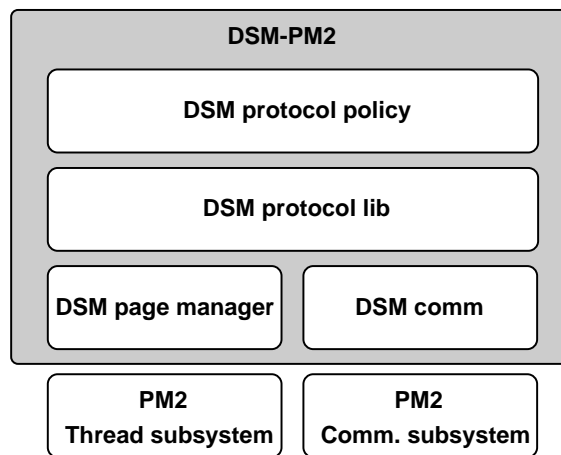 DSM-PM2
DSM protocol policy
DSM protocol lib
DSM page manager
DSM comm
PM2
Thread subsystem
PM2
Comm. subsystem